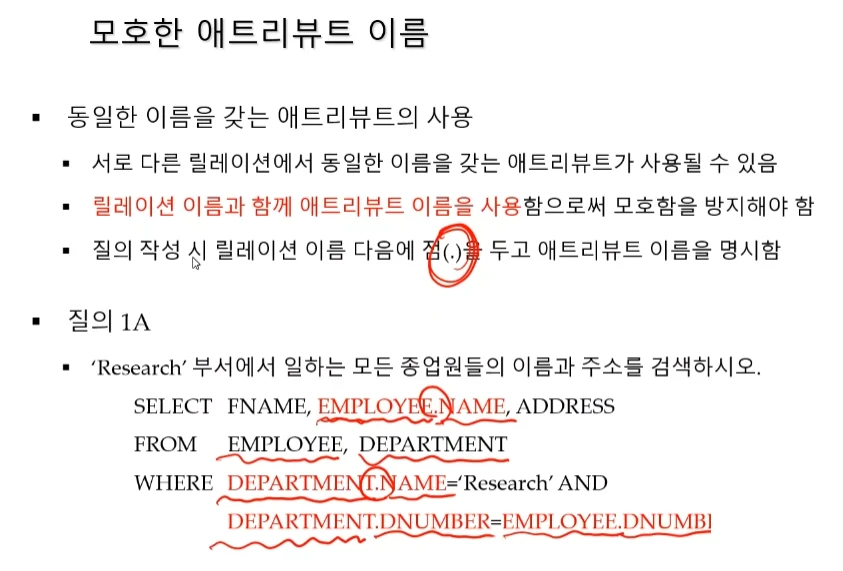 모호한 애트리뷰트 이름
▪ 동일한 이름을 갖는 애트리뷰트의 사용
▪ 서로 다른 릴레이션에서 동일한 이름을 갖는 애트리뷰트가 사용될 수 있음
▪ 릴레이션 이름과 함께 애트리뷰트 이름을 사용함으로써 모호함을 방지해야 함
▪ 질의 작성 시 릴레이션 이름 다음에 점(.)을 두고 애트리뷰트 이름을 명시함
▪ 질의 1A
▪ ‘Research’ 부서에서 일하는 모든 종업원들의 이름과 주소를 검색하시오.
SELECT FNAME, EMPLOYEE.NAME, ADDRESS
FROM EMPLOYEE, DEPARTMENT
WHERE DEPARTMENT.NAME=‘Research’ AND
DEPARTMENT.DNUMBER=EMPLOYEE.DNUMB